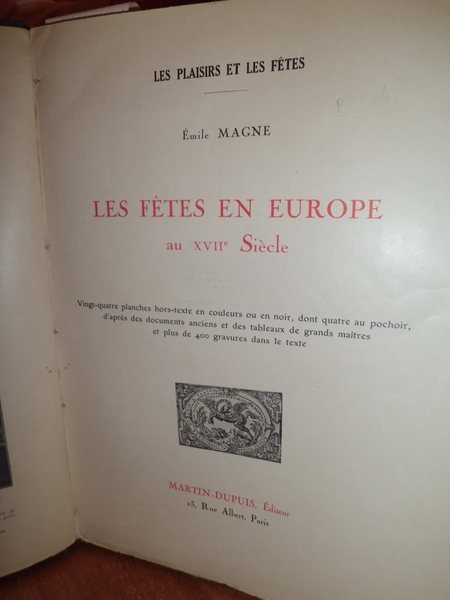 LES PLAISIRS ET LES FÊTES
Émile MAGNE
LES FÊTES EN EUROPE
au XVIIe Siècle
Vingt-quatre planches hors-texte en couleurs ou en noir, dont quatre au pochoir,
d'après des documents anciens et des tableaux de grands maîtres
et plus de 400 gravures dans le texte
MARTIN-DUPUIS, Éditeur
25, Rue Albert, Paris